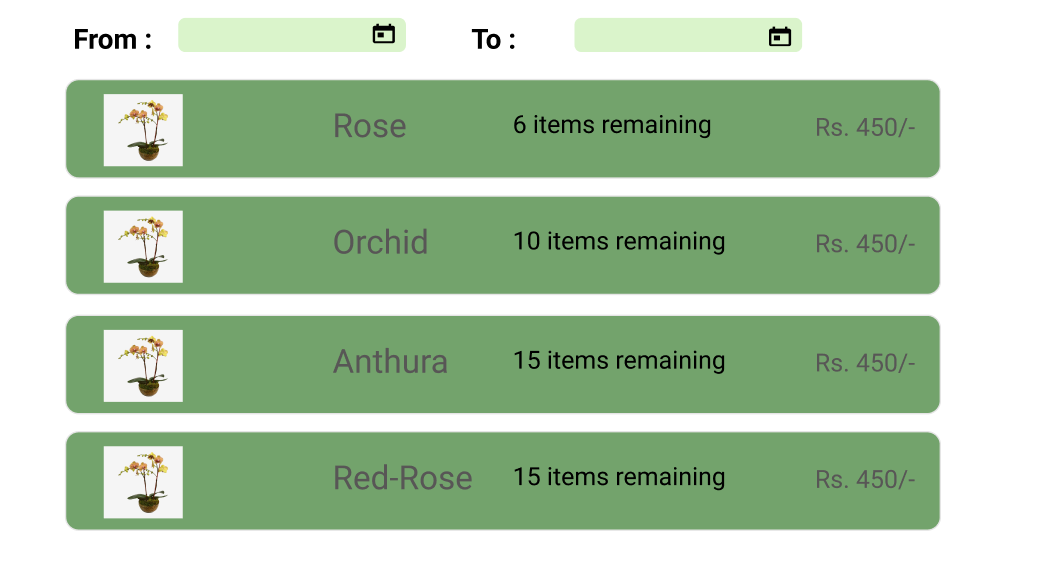 From : To :
Rose 6 items remaining Rs. 450/-
Orchid 10 items remaining Rs. 450/-
Anthura 15 items remaining Rs. 450/-
Red-Rose 15 items remaining Rs. 450/-